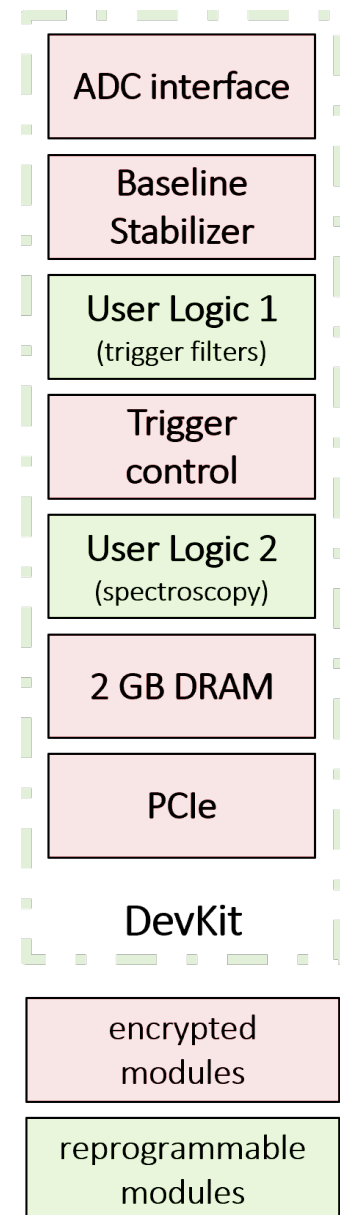 ADC interface
Baseline
Stabilizer
User Logic 1
(trigger filters)
Trigger
control
User Logic 2
(spectroscopy)
2 GB DRAM
PCIe
DevKit
encrypted
modules
reprogrammable
modules